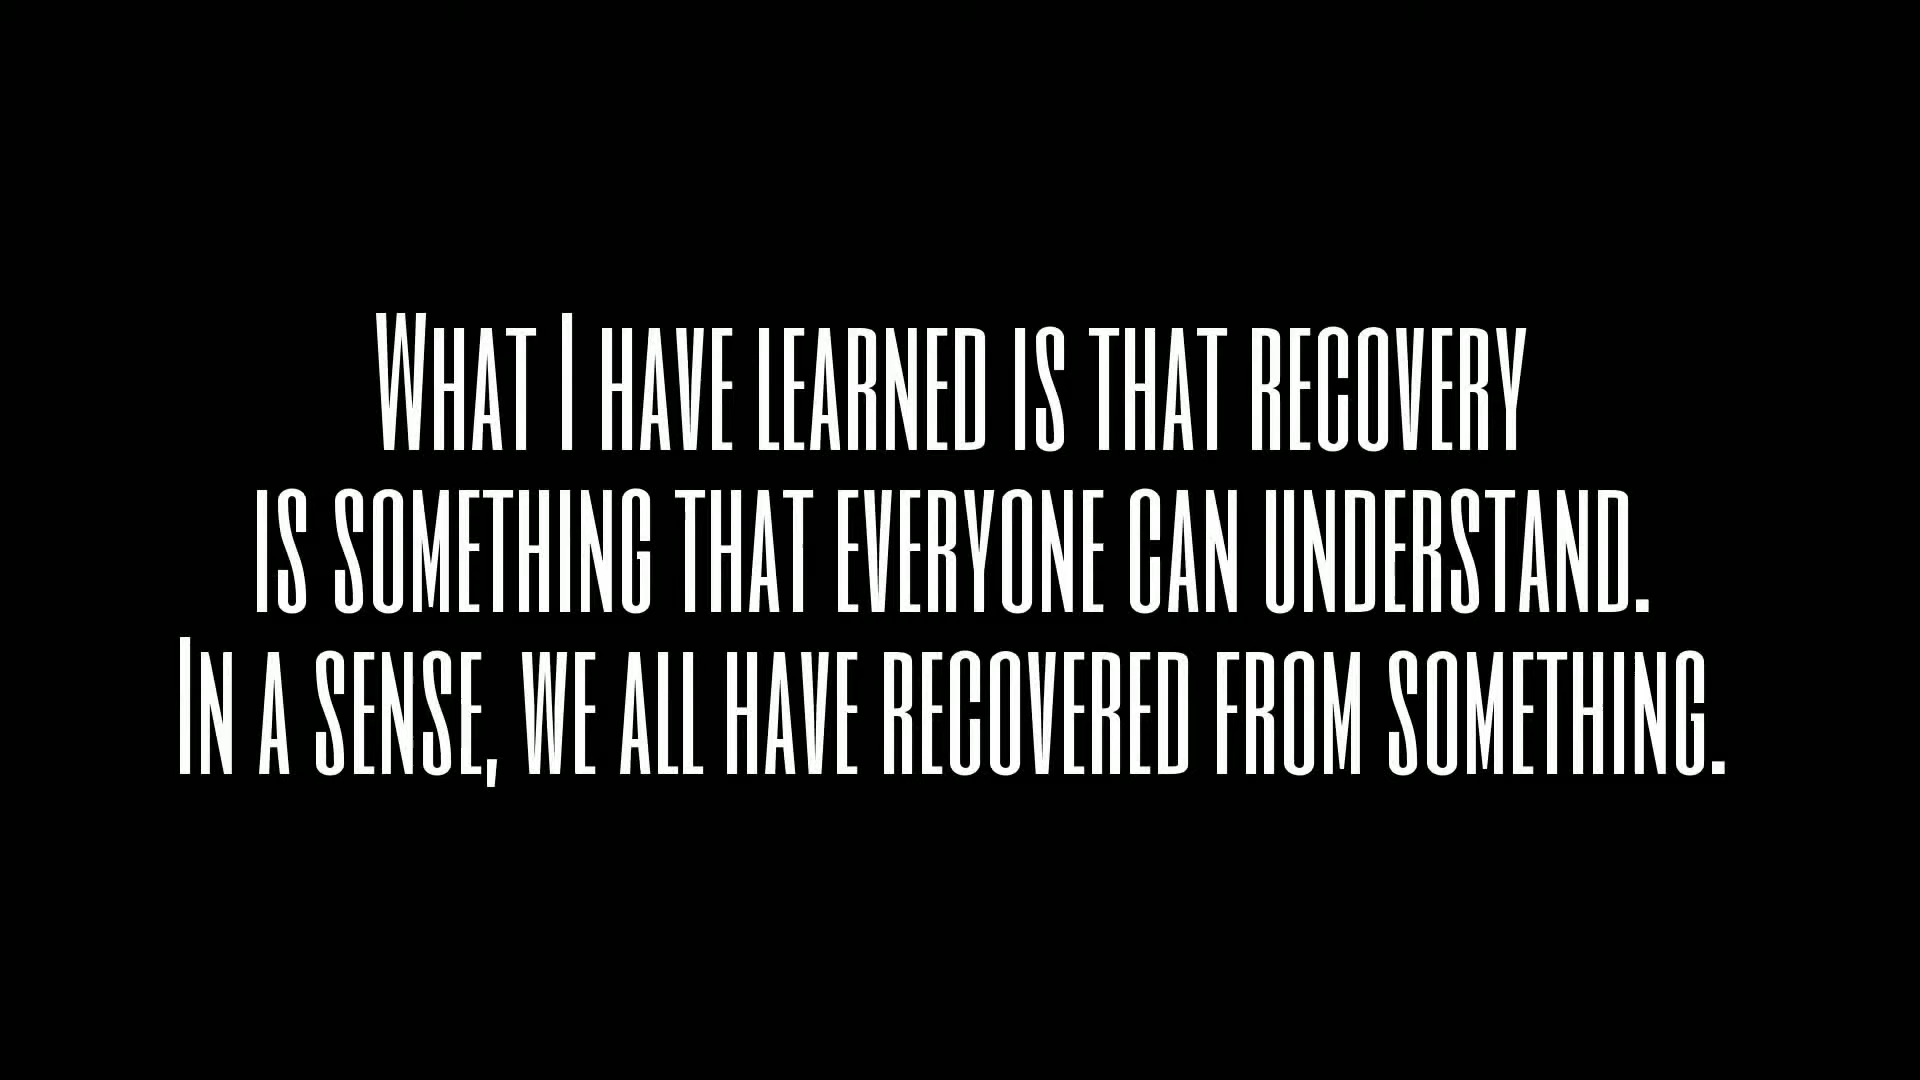 What I have learned is that recovery
is something that everyone can understand.
In a sense, we all have recovered from something.